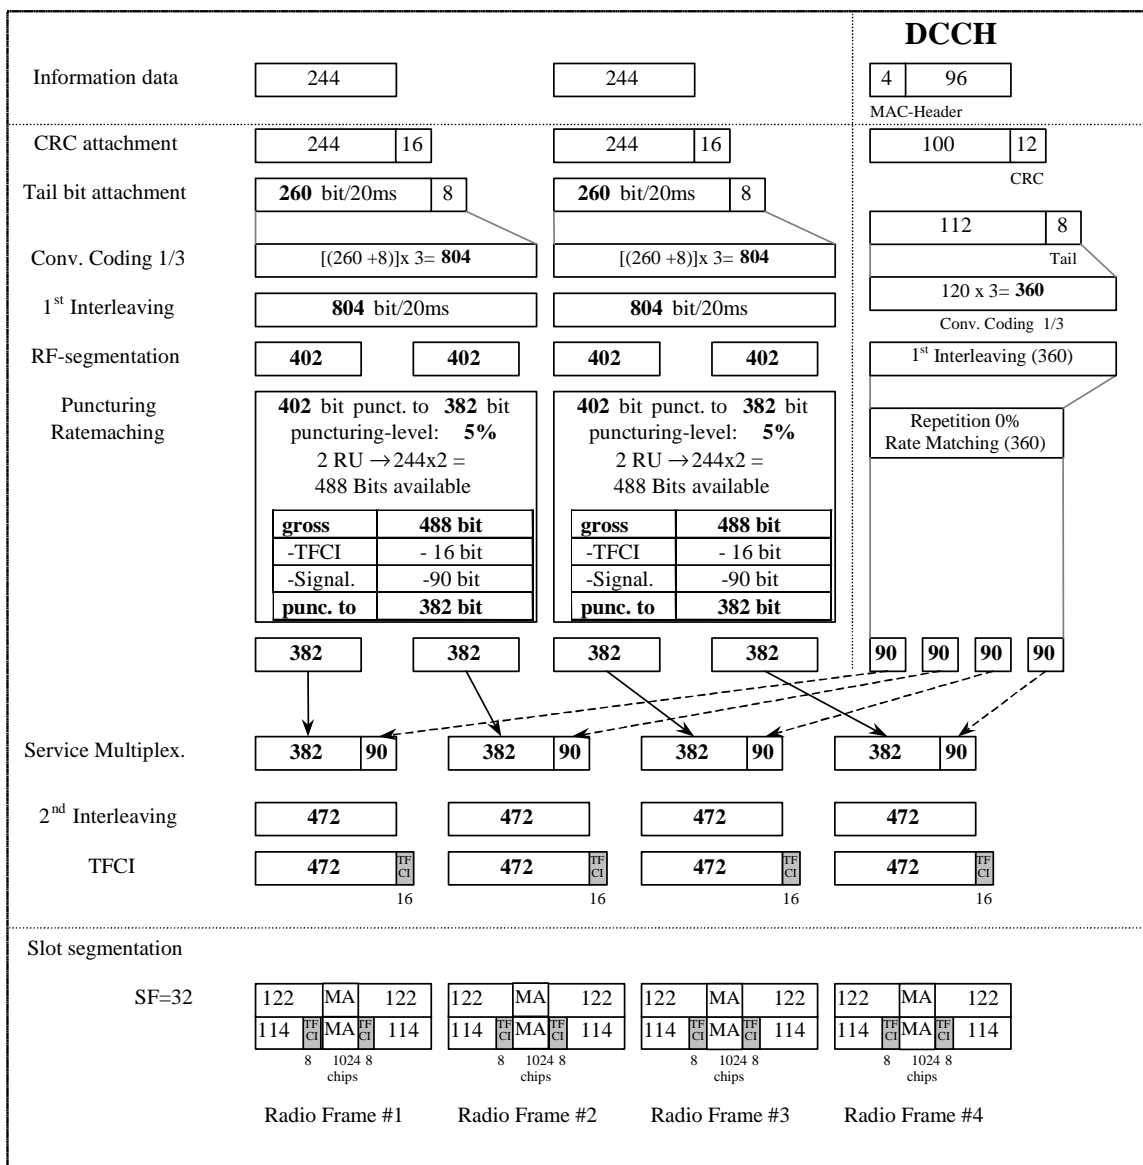 DCCH
Information data 244 244 4 96
MAC-Header
CRC attachment 244 16 244 16 100 12
CRC
Tail bit attachment 260 bit/20ms 8 260 bit/20ms 8
112 8
Tail
Conv. Coding 1/3 [(260 +8)]x 3= 804 [(260 +8)]x 3= 804
120 x 3= 360
1st Interleaving 804 bit/20ms 804 bit/20ms
Conv. Coding 1/3
RF-segmentation 402 402 402 402 1st Interleaving (360)
Puncturing
Ratemaching
402 bit punct. to 382 bit
puncturing-level: 5%
2 RU →244x2 =
488 Bits available
gross 488 bit
-TFCI - 16 bit
-Signal. -90 bit
punc. to 382 bit
402 bit punct. to 382 bit
puncturing-level: 5%
2 RU →244x2 =
488 Bits available
gross 488 bit
-TFCI - 16 bit
-Signal. -90 bit
punc. to 382 bit
Repetition 0%
Rate Matching (360)
382 382 382 382 90 90 90 90
Service Multiplex. 382 90 382 90 382 90 382 90
2nd Interleaving 472 472 472 472
TFCI 472 TF CI 472 TF CI 472 TF CI 472 TF CI
16 16 16 16
Slot segmentation
SF=32 122 MA 122 122 MA 122 122 MA 122 122 MA 122
114 TF CI MA TF CI 114 114 TF CI MA TF CI 114 114 TF CI MA TF CI 114 114 TF CI MA TF CI 114
8 1024 8 8 1024 8 8 1024 8 8 1024 8
chips chips chips chips
Radio Frame #1 Radio Frame #2 Radio Frame #3 Radio Frame #4